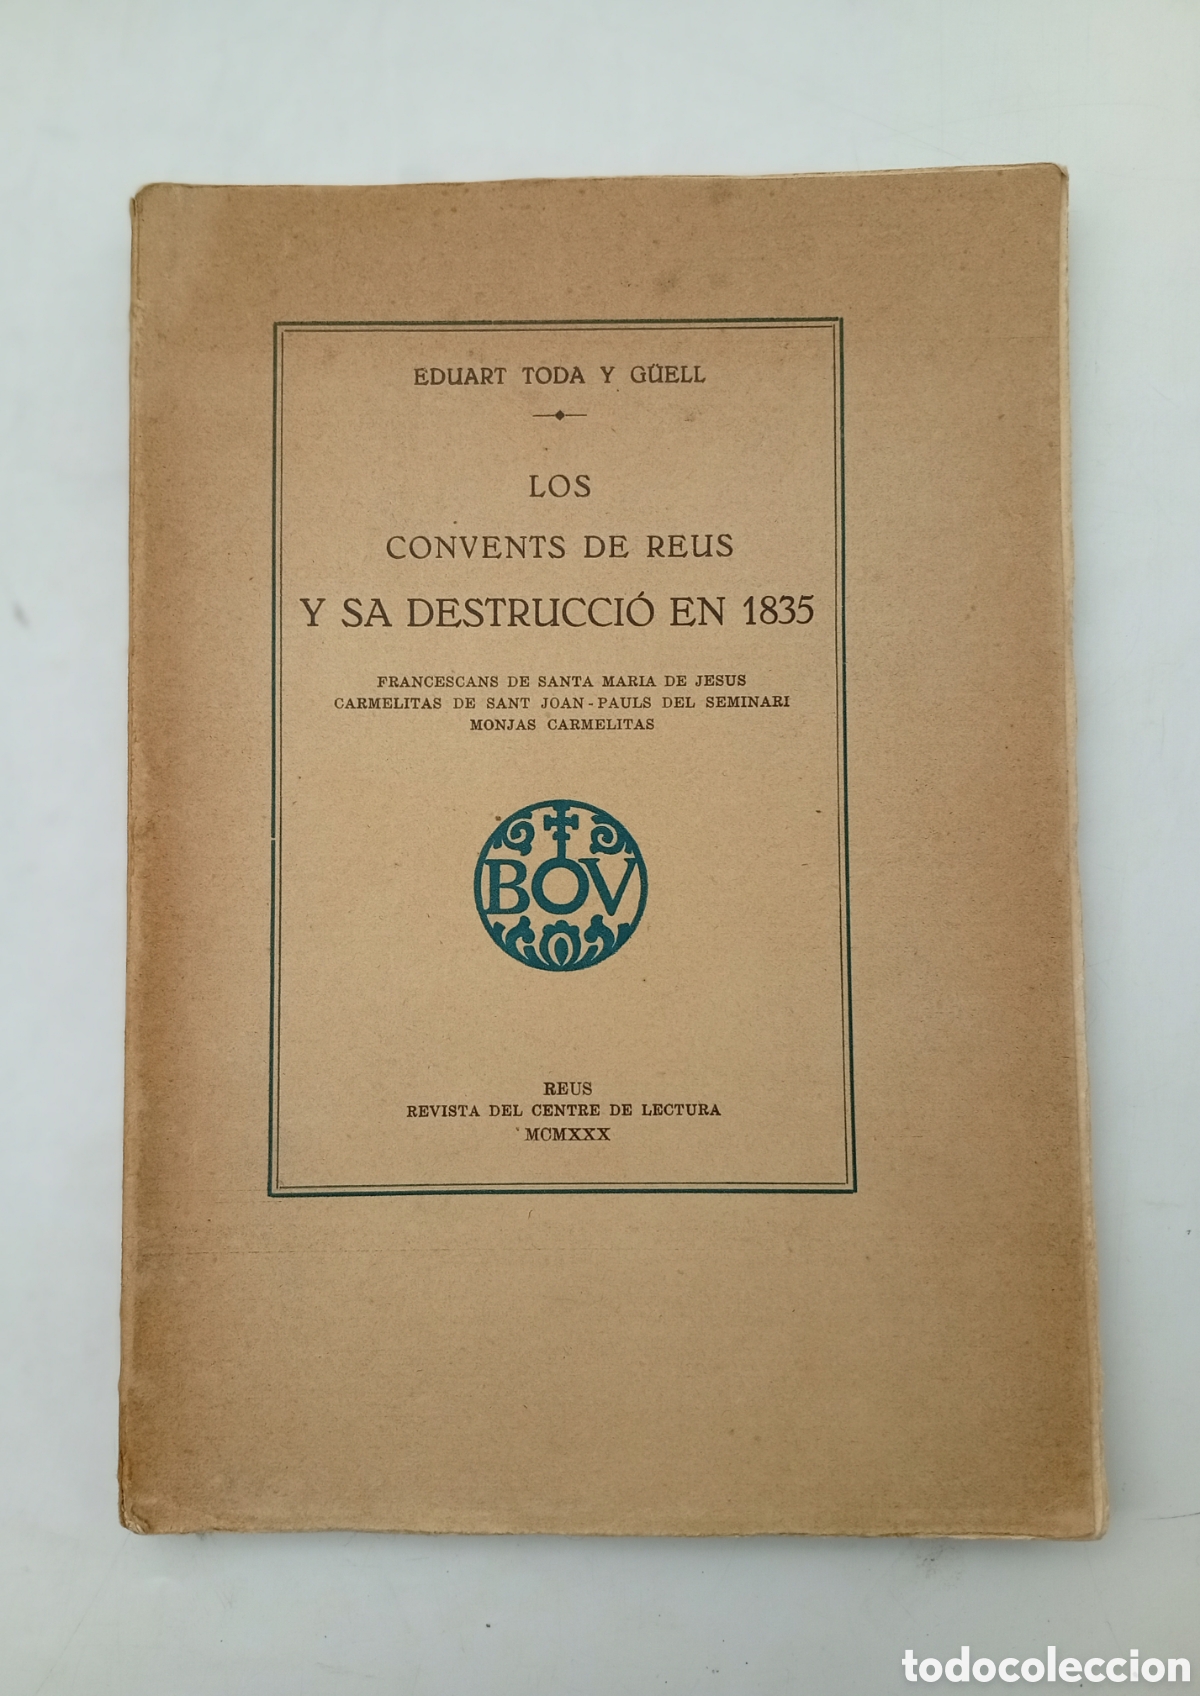 EDUART TODA Y GÜELL
LOS
CONVENTS DE REUS
Y SA DESTRUCCIÓ EN 1835
FRANCESCANS DE SANTA MARIA DE JESUS
CARMELITAS DE SANT JOAN - PAULS DEL SEMINARI
MONJAS CARMELITAS
BOV
REUS
REVISTA DEL CENTRE DE LECTURA
MCMXXX
todocoleccion